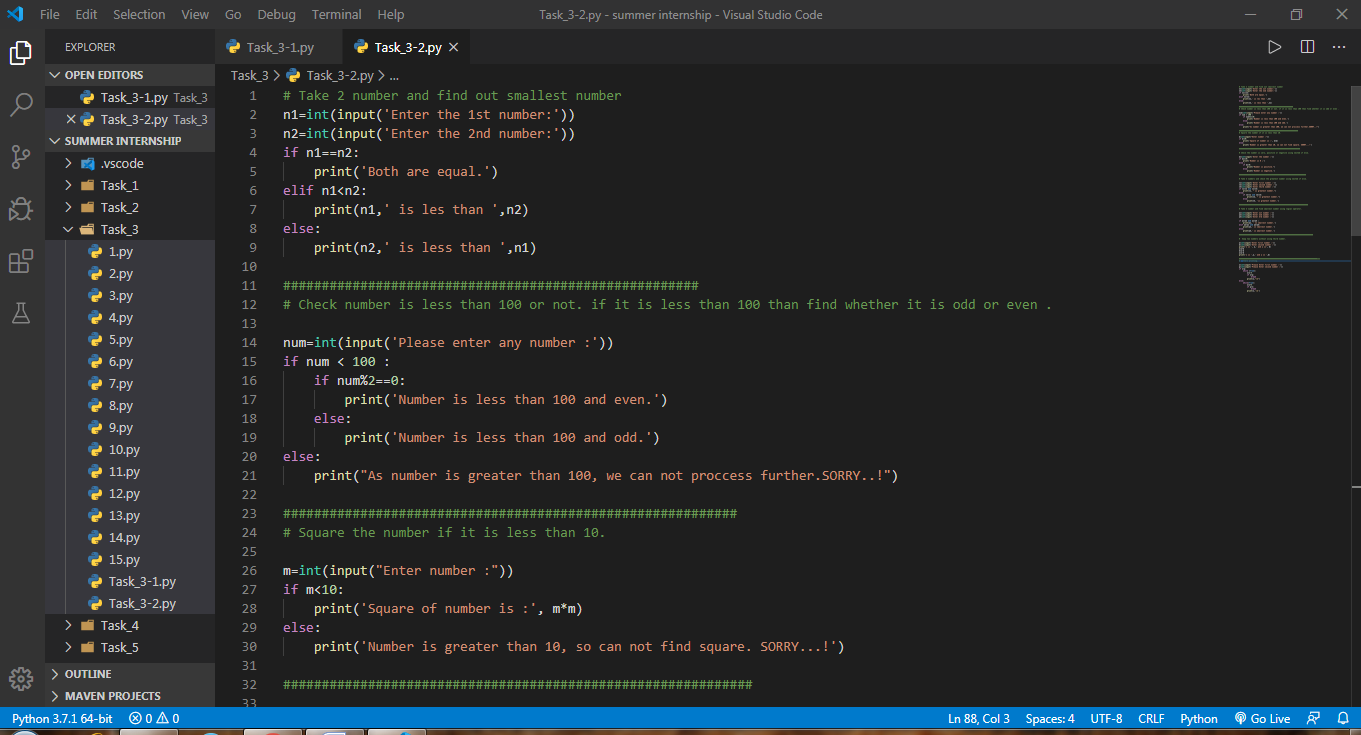 File Edit Selection View Go Debug Terminal Help Task_3-2.py - summer internship - Visual Studio Code
EXPLORER
OPEN EDITORS
Task_3-1.py Task_3
Task_3-2.py Task_3
SUMMER INTERNSHIP
.vscode
Task_1
Task_2
Task_3
1.py
2.py
3.py
4.py
5.py
6.py
7.py
8.py
9.py
10.py
11.py
12.py
13.py
14.py
15.py
Task_3-1.py
Task_3-2.py
Task_4
Task_5
OUTLINE
MAVEN PROJECTS
Task_3-1.py Task_3-2.py
Task_3 > Task_3-2.py > ...
1 # Take 2 number and find out smallest number
2 n1=int(input('Enter the 1st number:'))
3 n2=int(input('Enter the 2nd number:'))
4 if n1==n2:
5     print('Both are equal.')
6 elif n1<n2:
7     print(n1,' is les than ',n2)
8 else:
9     print(n2,' is less than ',n1)
10
11 ######################################################
12 # Check number is less than 100 or not. if it is less than 100 than find whether it is odd or even .
13
14 num=int(input('Please enter any number :'))
15 if num < 100 :
16     if num%2==0:
17         print('Number is less than 100 and even.')
18     else:
19         print('Number is less than 100 and odd.')
20 else:
21     print("As number is greater than 100, we can not proccess further.SORRY..!")
22
23 ###########################################################
24 # Square the number if it is less than 10.
25
26 m=int(input("Enter number :"))
27 if m<10:
28     print('Square of number is :', m*m)
29 else:
30     print('Number is greater than 10, so can not find square. SORRY...!')
31
32 #############################################################
33
Python 3.7.1 64-bit 0 0 Ln 88, Col 3 Spaces: 4 UTF-8 CRLF Python Go Live